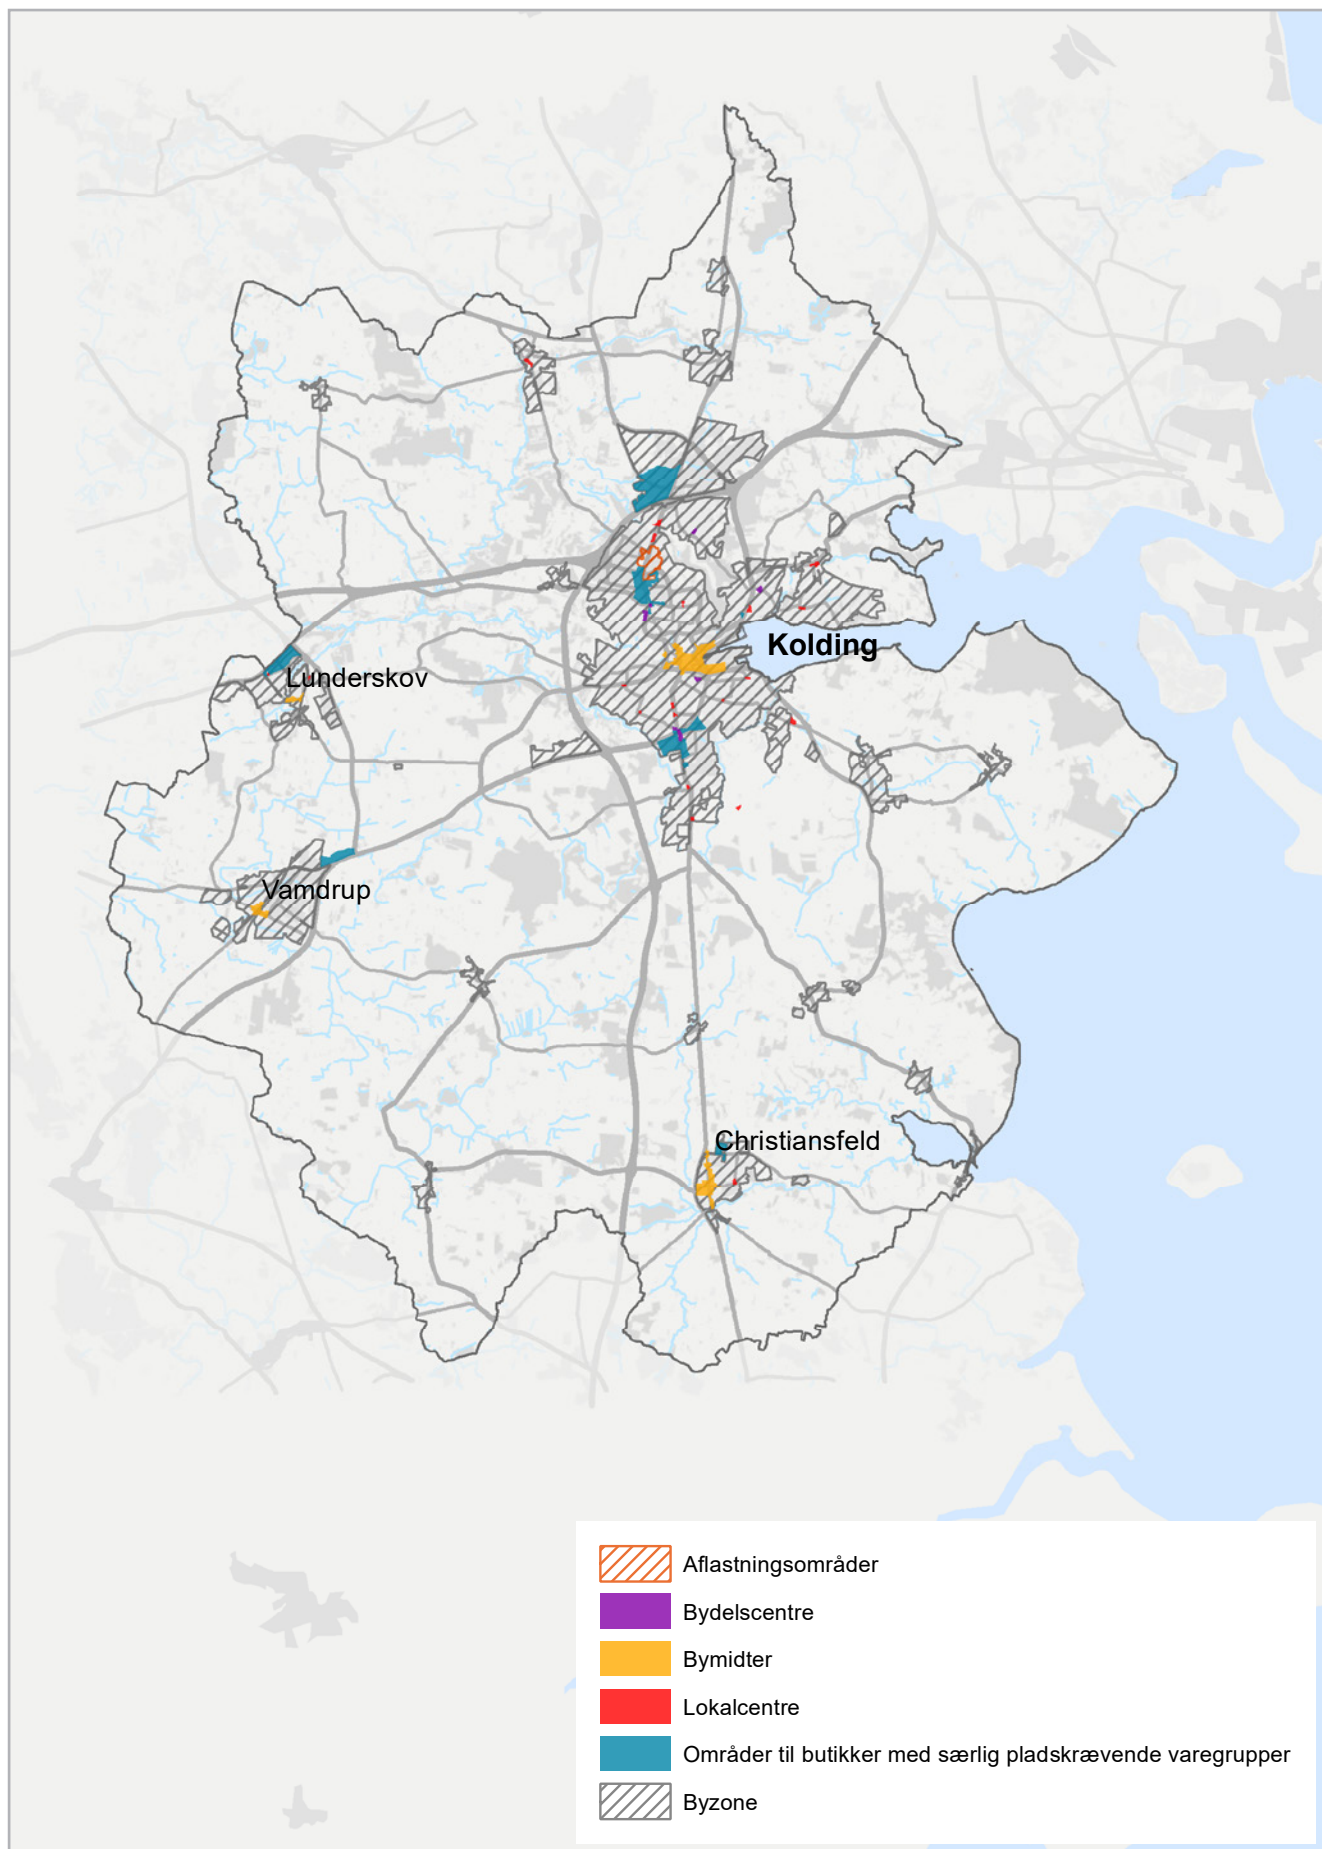 Kolding
Lunderskov
Vamdrup
Christiansfeld
Aflastningsområder
Bydelscentre
Bymidter
Lokalcentre
Områder til butikker med særlig pladskrævende varegrupper
Byzone